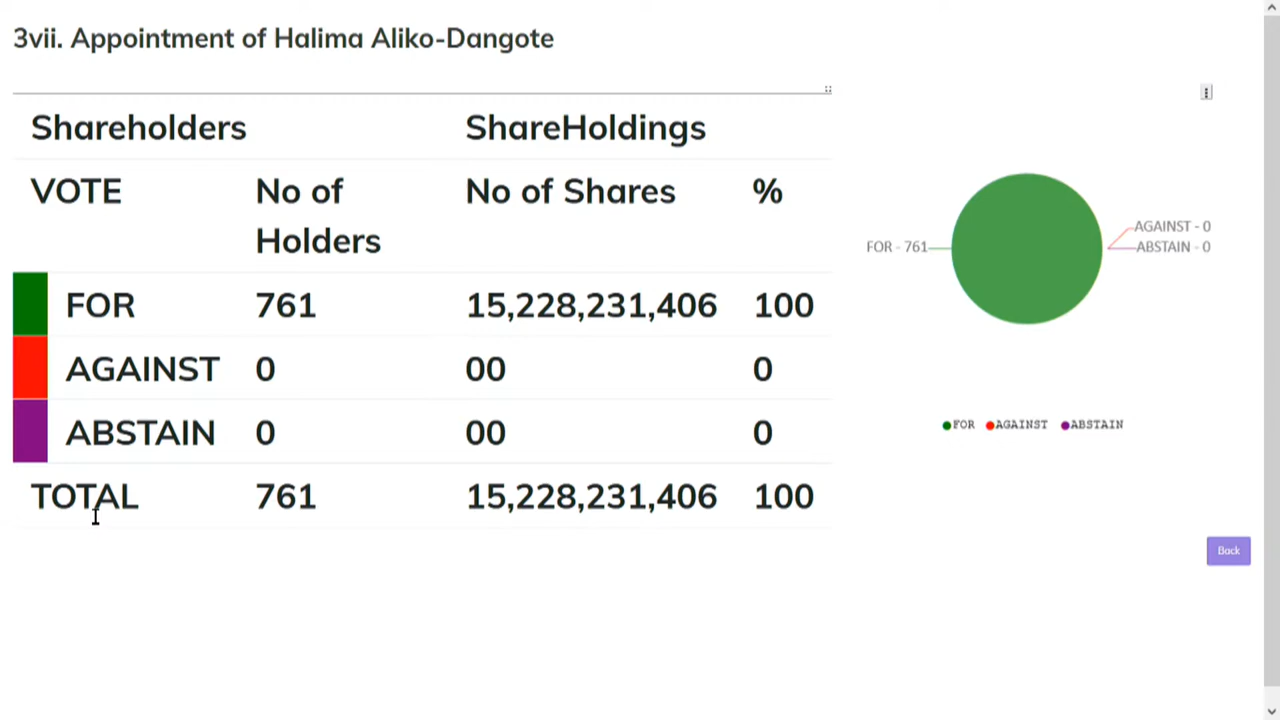 3vii. Appointment of Halima Aliko-Dangote
Shareholders ShareHoldings
VOTE No of Holders No of Shares %
FOR 761 15,228,231,406 100
AGAINST 0 00 0
ABSTAIN 0 00 0
TOTAL 761 15,228,231,406 100
FOR - 761
AGAINST - 0
ABSTAIN - 0
FOR AGAINST ABSTAIN
Back